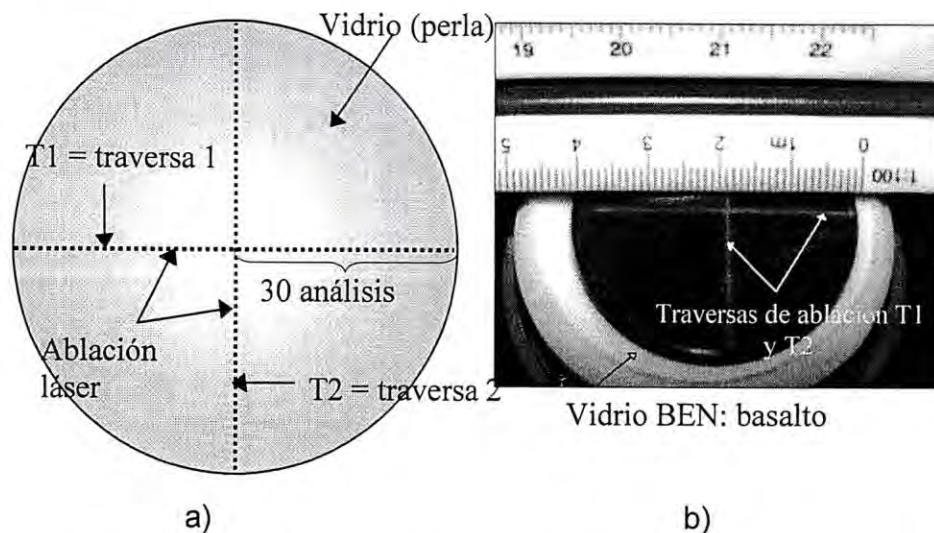 Vidrio (perla)
T1 = traversa 1
30 análisis
Ablación
láser
T2 = traversa 2
a)
19 20 21 22
5 4 3 2 1m 0
1:100
Traversas de ablación T1
y T2
Vidrio BEN: basalto
b)